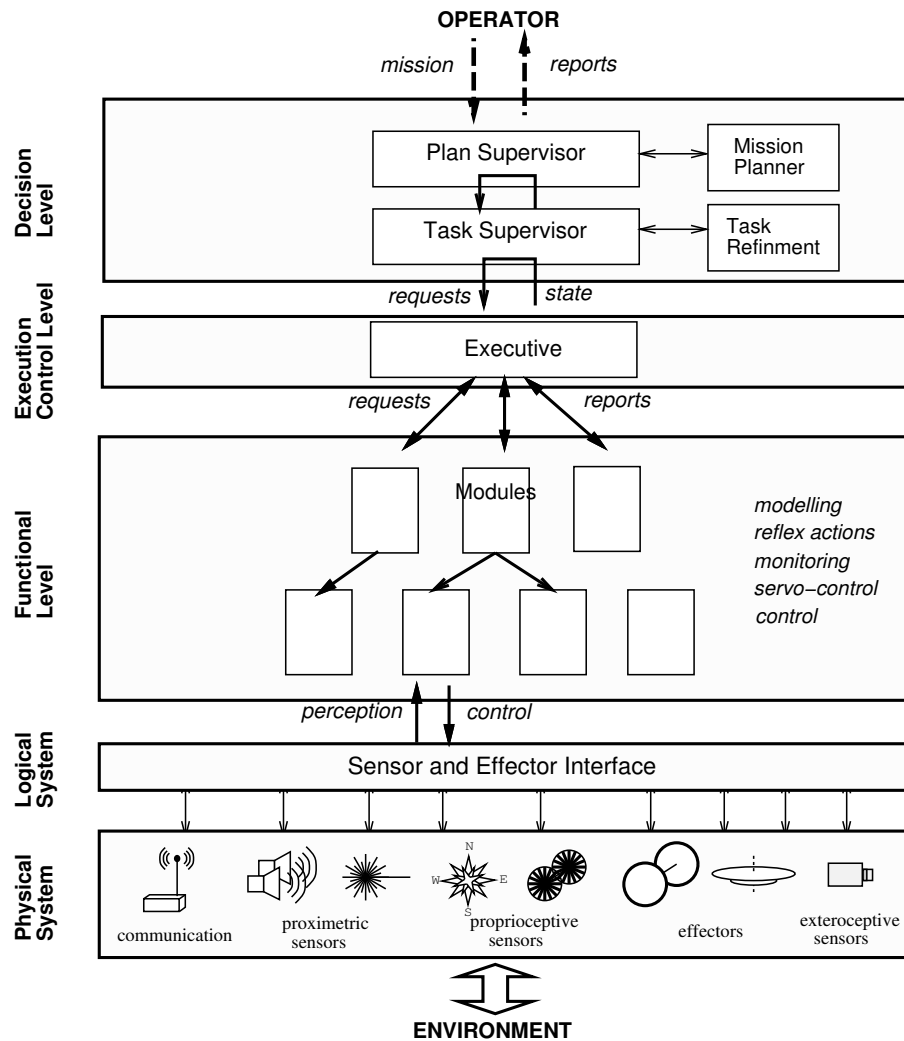 OPERATOR
mission
reports
Decision
Level
Plan Supervisor
Mission
Planner
Task Supervisor
Task
Refinment
requests
state
Execution
Control Level
Executive
requests
reports
Functional
Level
Modules
modelling
reflex actions
monitoring
servo−control
control
perception
control
Logical
System
Sensor and Effector Interface
Physical
System
N
W
E
S
communication
proximetric
sensors
proprioceptive
sensors
effectors
exteroceptive
sensors
ENVIRONMENT